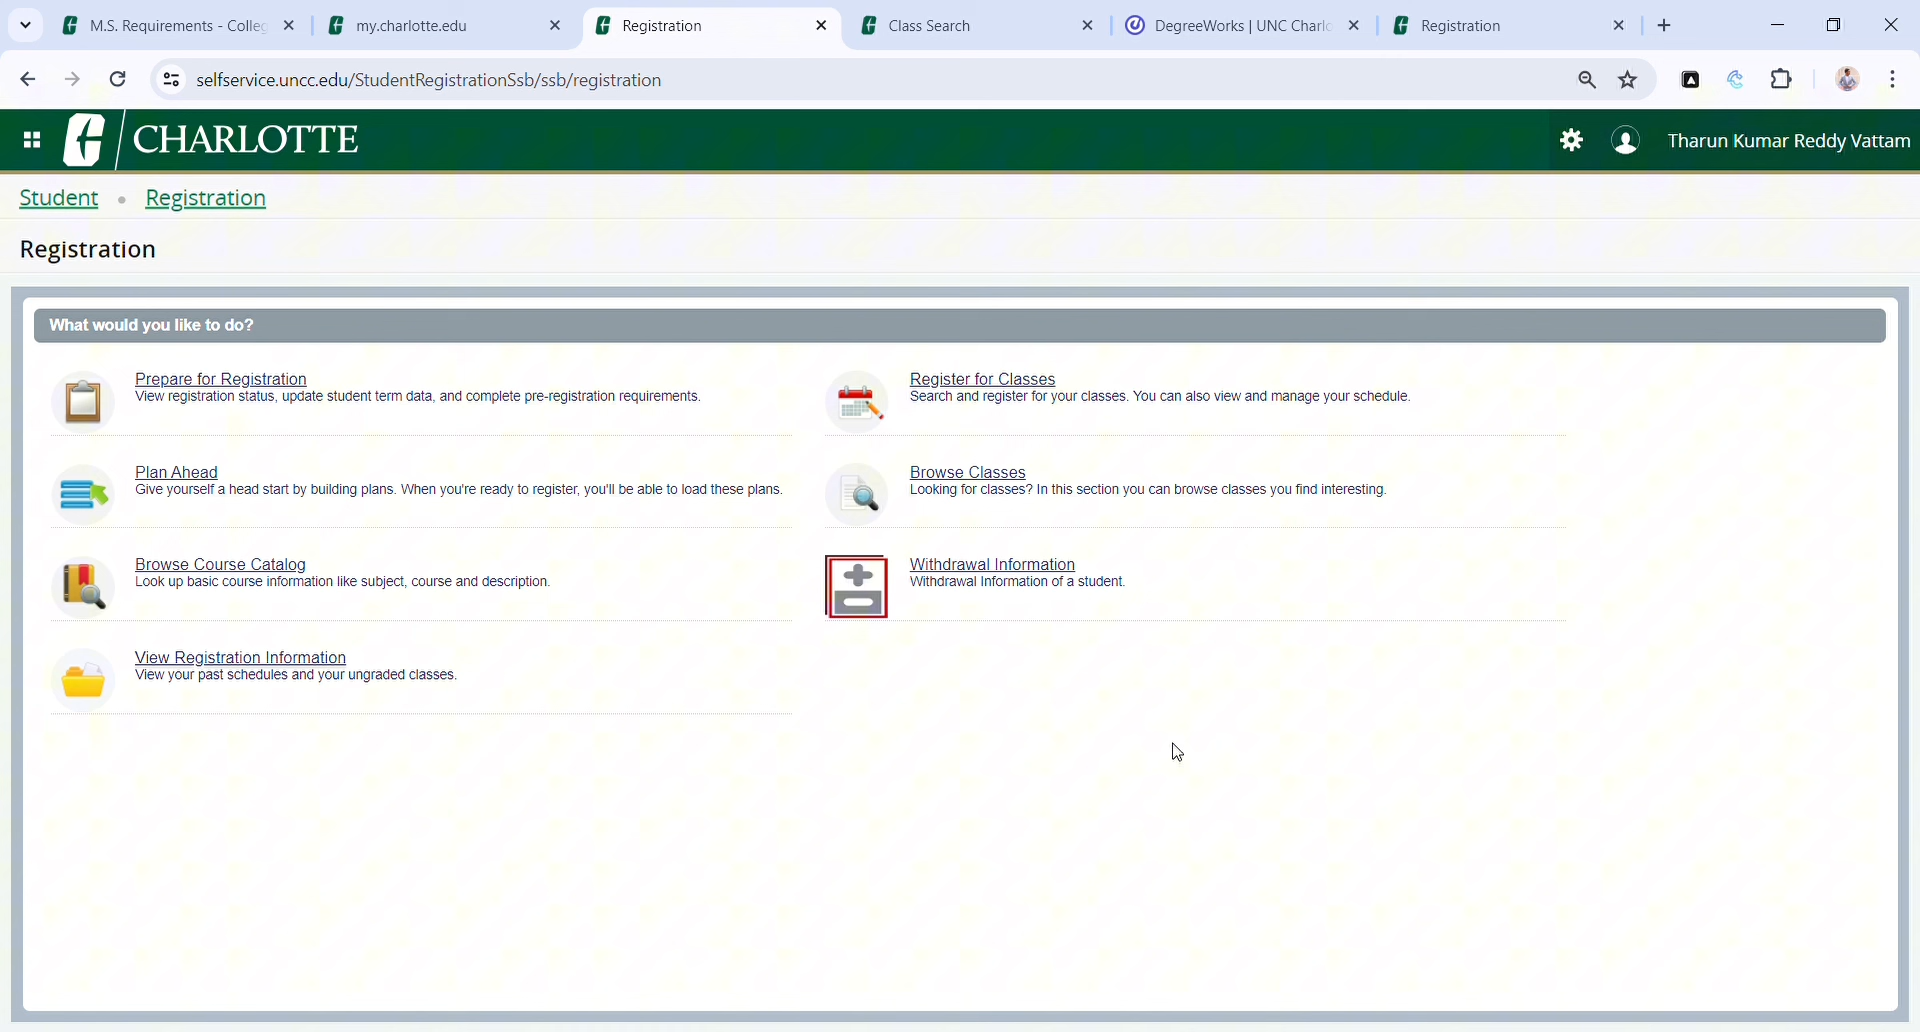 M.S. Requirements - Colleg
my.charlotte.edu
Registration
Class Search
DegreeWorks | UNC Charlo
Registration
selfservice.uncc.edu/StudentRegistrationSsb/ssb/registration
CHARLOTTE
Tharun Kumar Reddy Vattam
Student • Registration
Registration
What would you like to do?
Prepare for Registration
View registration status, update student term data, and complete pre-registration requirements.
Register for Classes
Search and register for your classes. You can also view and manage your schedule.
Plan Ahead
Give yourself a head start by building plans. When you're ready to register, you'll be able to load these plans.
Browse Classes
Looking for classes? In this section you can browse classes you find interesting.
Browse Course Catalog
Look up basic course information like subject, course and description.
Withdrawal Information
Withdrawal Information of a student.
View Registration Information
View your past schedules and your ungraded classes.